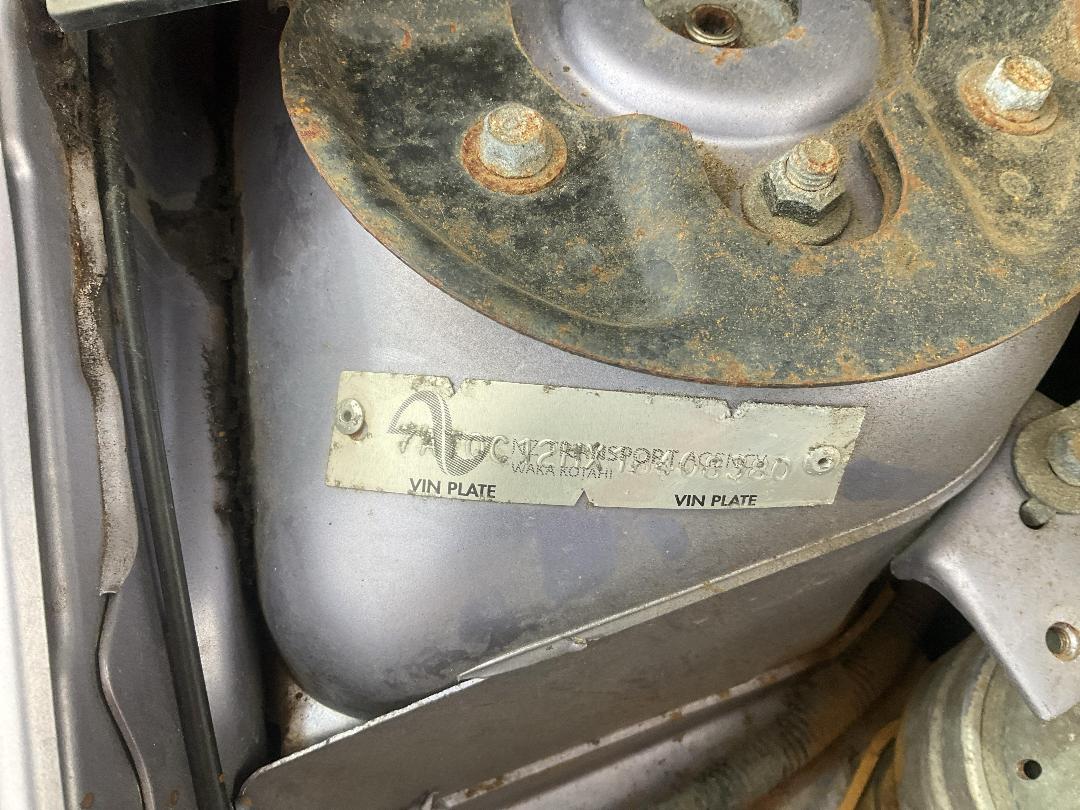 NZ TRANSPORT AGENCY
WAKA KOTAHI
VIN PLATE
VIN PLATE